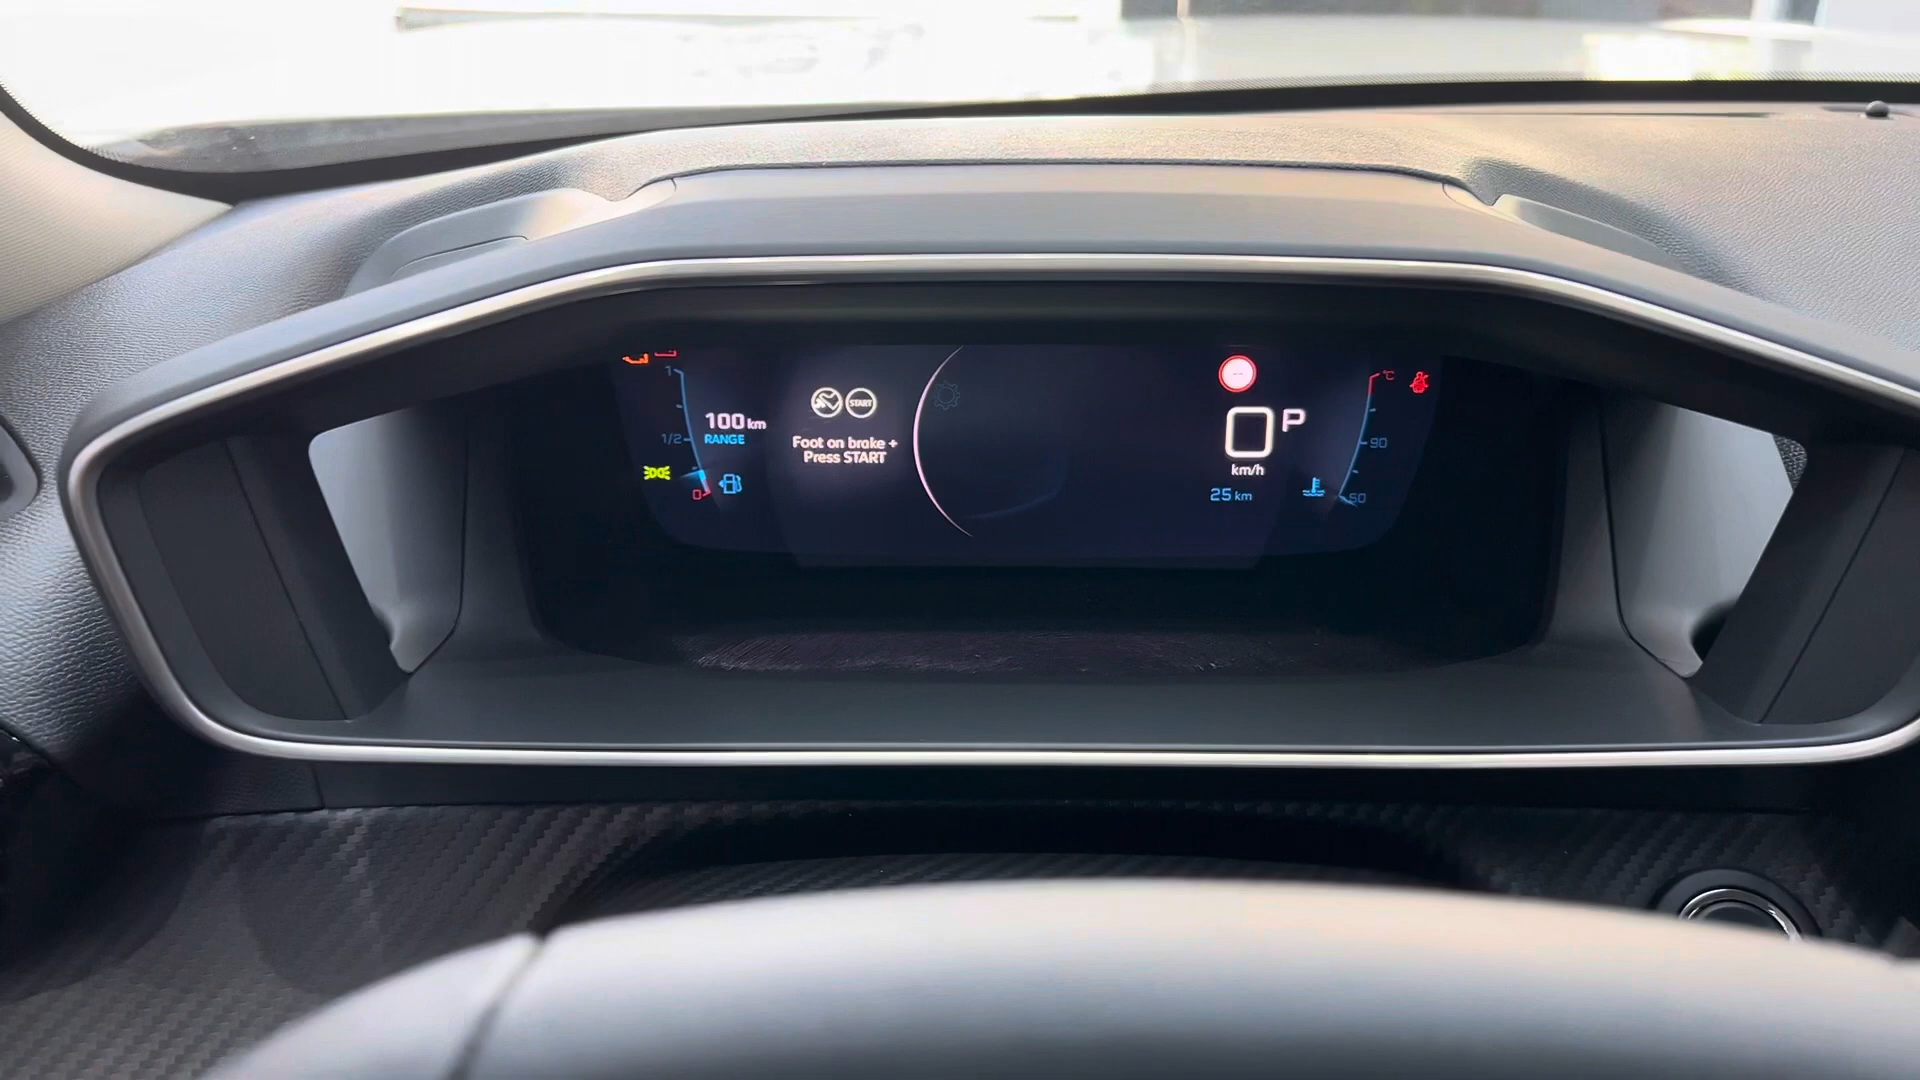 1
1/2
0
100 km
RANGE
START
Foot on brake +
Press START
--
0 P
km/h
25 km
°C
90
50